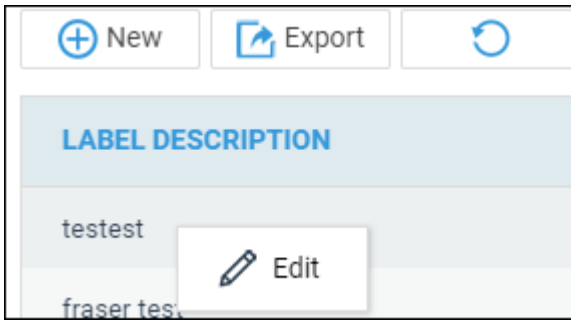 New Export
LABEL DESCRIPTION
testest
Edit
fraser test